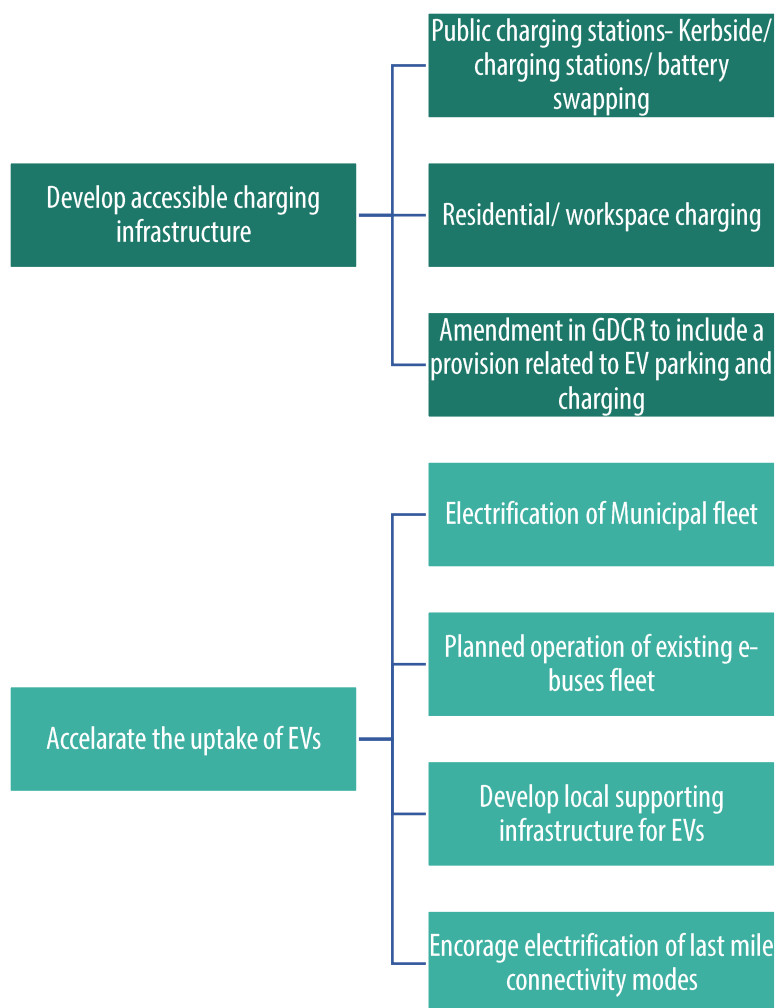 Public charging stations- Kerbside/
charging stations/ battery
swapping
Develop accessible charging
infrastructure
Residential/ workspace charging
Amendment in GDCR to include a
provision related to EV parking and
charging
Electrification of Municipal fleet
Planned operation of existing e-
buses fleet
Accelarate the uptake of EVs
Develop local supporting
infrastructure for EVs
Encorage electrification of last mile
connectivity modes